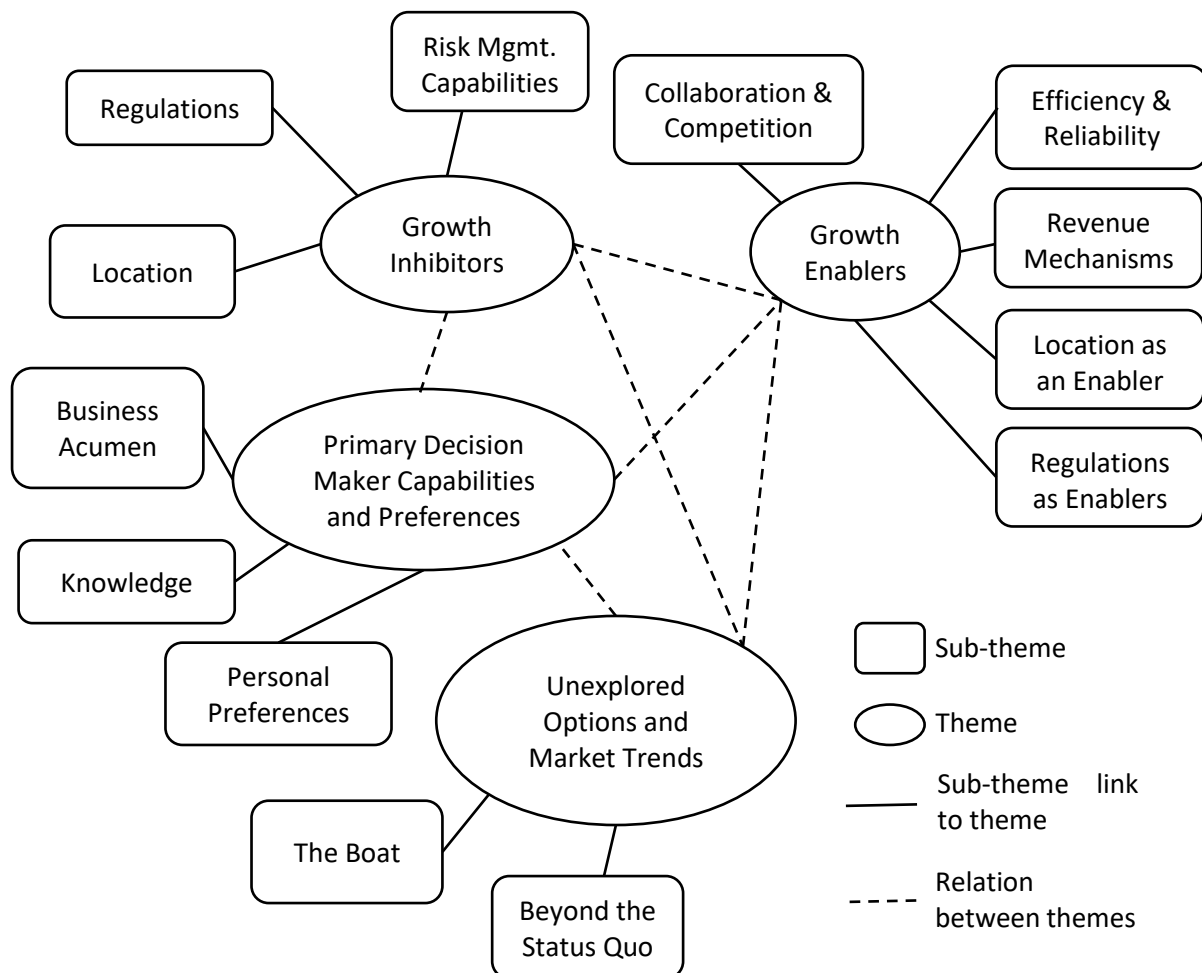 Risk Mgmt.
Capabilities
Regulations
Location
Growth
Inhibitors
Collaboration &
Competition
Efficiency &
Reliability
Growth
Enablers
Revenue
Mechanisms
Location as
an Enabler
Regulations
as Enablers
Business
Acumen
Primary Decision
Maker Capabilities
and Preferences
Knowledge
Personal
Preferences
Unexplored
Options and
Market Trends
The Boat
Beyond the
Status Quo
Sub-theme
Theme
Sub-theme link
to theme
Relation
between themes